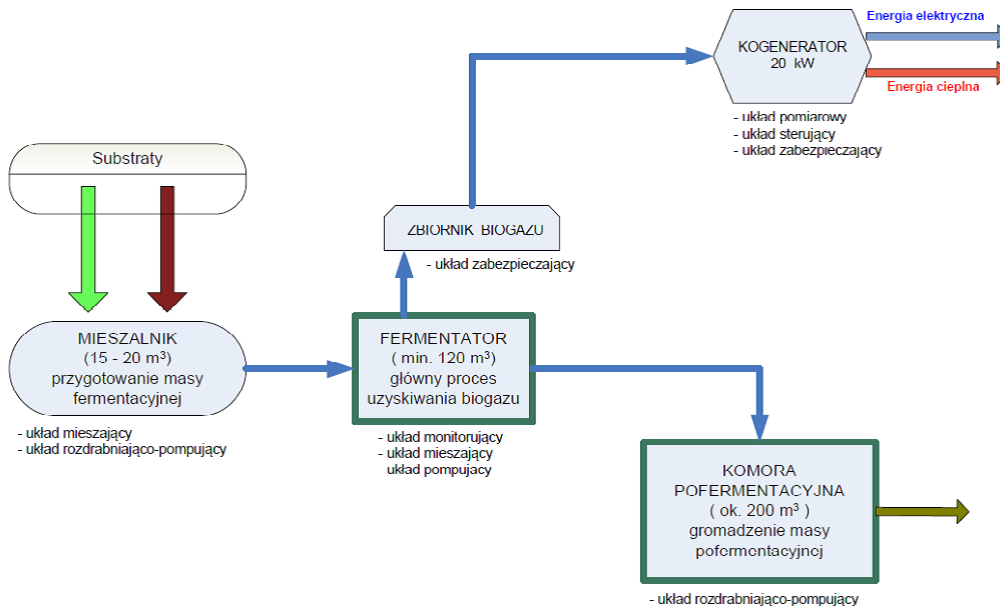 Energia elektryczna
KOGENERATOR
20 kW
Energia cieplna
- układ pomiarowy
- układ sterujący
- układ zabezpieczający
Substraty
ZBIORNIK BIOGAZU
- układ zabezpieczający
MIESZALNIK
(15 - 20 m³)
przygotowanie masy
fermentacyjnej
- układ mieszający
- układ rozdrabniająco-pompujący
FERMENTATOR
( min. 120 m³)
główny proces
uzyskiwania biogazu
- układ monitorujący
- układ mieszający
układ pompujacy
KOMORA
POFERMENTACYJNA
( ok. 200 m³ )
gromadzenie masy
pofermentacyjnej
- układ rozdrabniająco-pompujący